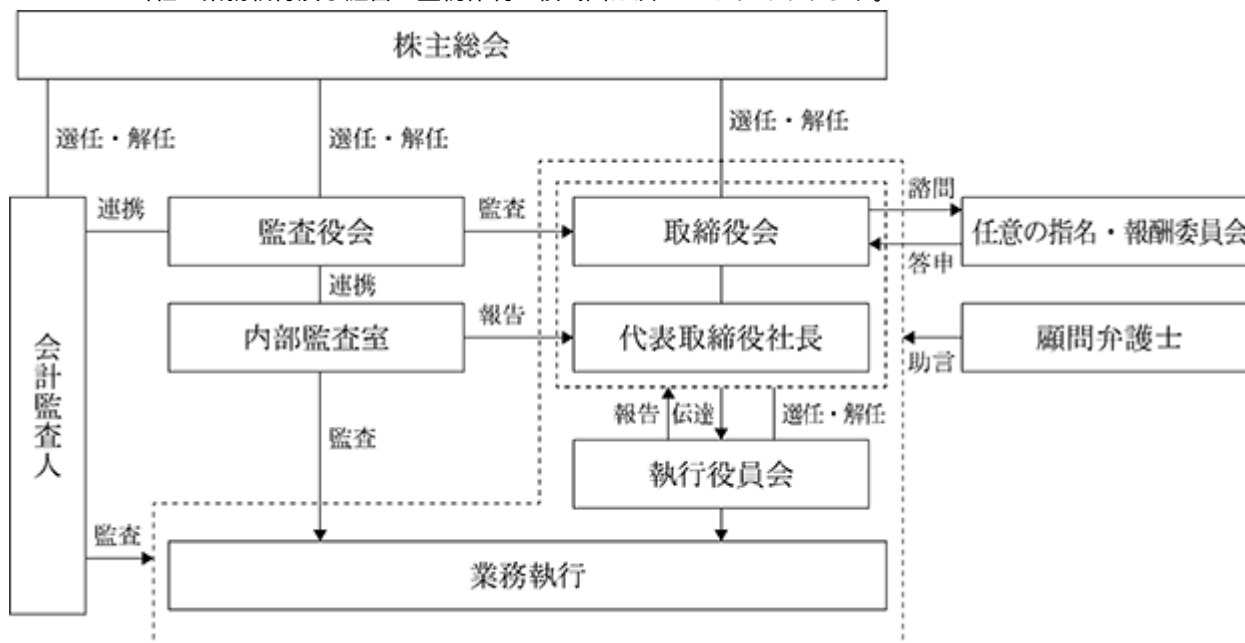 株主総会
選任・解任
選任・解任
選任・解任
連携
監査役会
監査
取締役会
諮問
答申
任意の指名・報酬委員会
連携
内部監査室
報告
代表取締役社長
助言
顧問弁護士
会計監査人
監査
報告
伝達
選任・解任
執行役員会
監査
業務執行